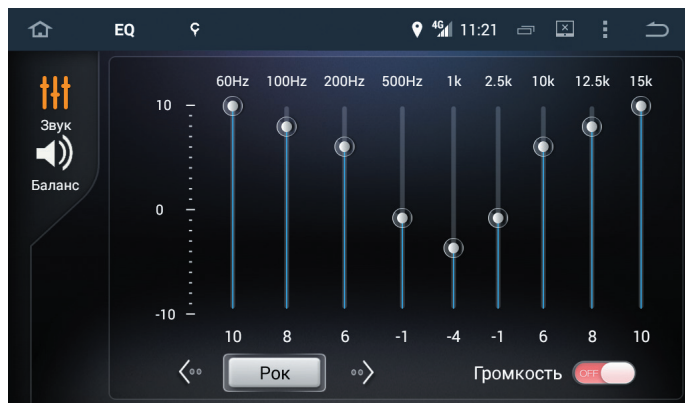 EQ 4G 11:21
Звук
Баланс
60Hz 100Hz 200Hz 500Hz 1k 2.5k 10k 12.5k 15k
10
0
-10
10 8 6 -1 -4 -1 6 8 10
Рок Громкость OFF